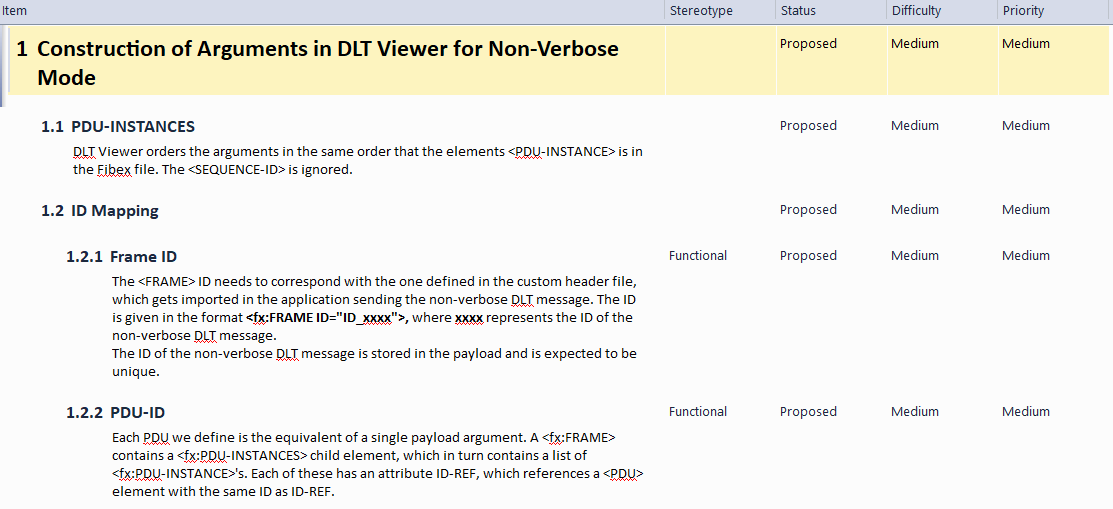 Item Stereotype Status Difficulty Priority
1 Construction of Arguments in DLT Viewer for Non-Verbose Proposed Medium Medium
Mode
1.1 PDU-INSTANCES Proposed Medium Medium
DLT Viewer orders the arguments in the same order that the elements <PDU-INSTANCE> is in
the Fibex file. The <SEQUENCE-ID> is ignored.
1.2 ID Mapping Proposed Medium Medium
1.2.1 Frame ID Functional Proposed Medium Medium
The <FRAME> ID needs to correspond with the one defined in the custom header file,
which gets imported in the application sending the non-verbose DLT message. The ID
is given in the format <fx:FRAME ID="ID_xxxx">, where xxxx represents the ID of the
non-verbose DLT message.
The ID of the non-verbose DLT message is stored in the payload and is expected to be
unique.
1.2.2 PDU-ID Functional Proposed Medium Medium
Each PDU we define is the equivalent of a single payload argument. A <fx:FRAME>
contains a <fx:PDU-INSTANCES> child element, which in turn contains a list of
<fx:PDU-INSTANCE>'s. Each of these has an attribute ID-REF, which references a <PDU>
element with the same ID as ID-REF.